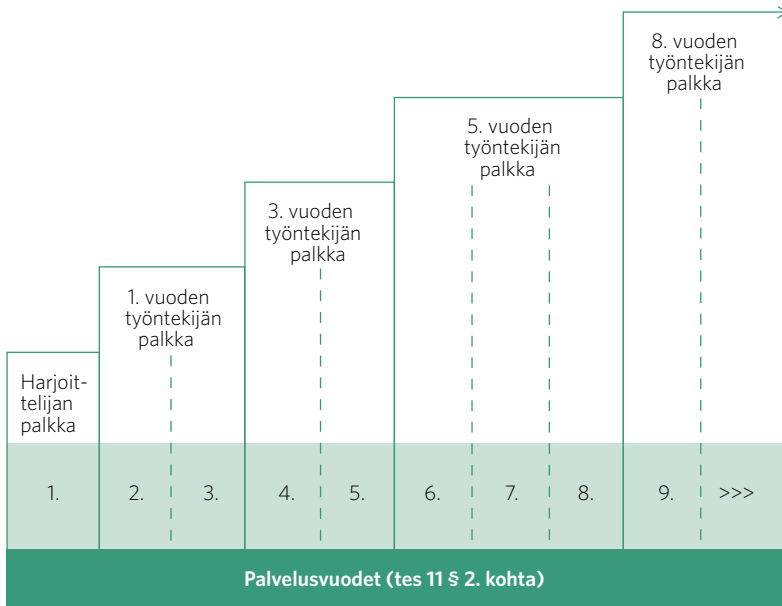 8. vuoden
työntekijän
palkka
5. vuoden
työntekijän
palkka
3. vuoden
työntekijän
palkka
1. vuoden
työntekijän
palkka
Harjoit-
telijan
palkka
1. 2. 3. 4. 5. 6. 7. 8. 9. >>>
Palvelusvuodet (tes 11 § 2. kohta)